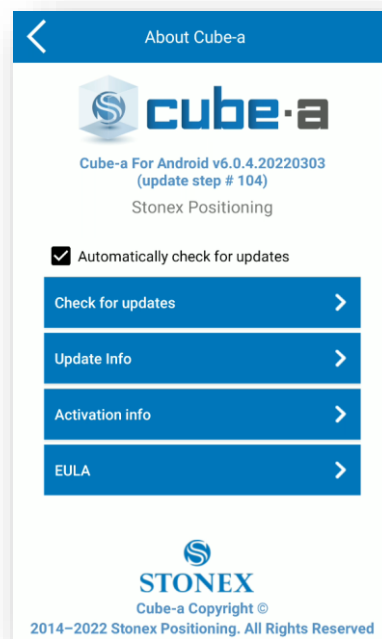 About Cube-a
cube-a
Cube-a For Android v6.0.4.20220303
(update step # 104)
Stonex Positioning
Automatically check for updates
Check for updates
Update Info
Activation info
EULA
STONEX
Cube-a Copyright ©
2014–2022 Stonex Positioning. All Rights Reserved